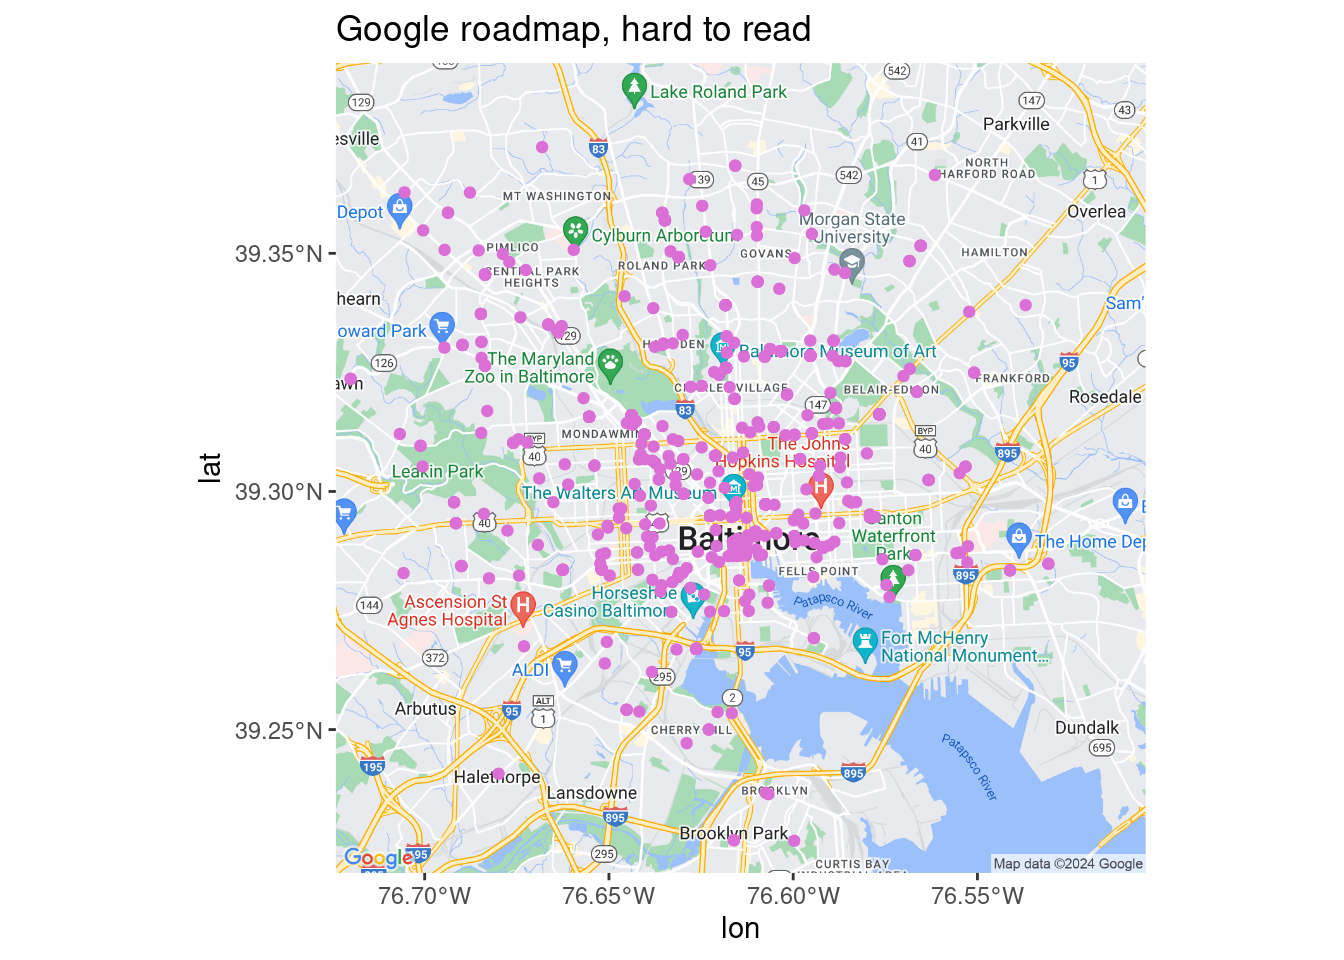 Google roadmap, hard to read
Lake Roland Park
129
542
147
43
Parkville
esville
41
83
NORTH
HARFORD ROAD
139
45
542
1
MT WASHINGTON
Depot
Overlea
Morgan State
University
Cylburn Arboretum
PIMLICO
GOVANS
HAMILTON
39.35°N
ROLAND PARK
CENTRAL PARK
HEIGHTS
hearn
Sam'
oward Park
129
HAMPDEN
Baltimore Museum of Art
The Maryland
Zoo in Baltimore
126
95
awn
FRANKFORD
CHARLES VILLAGE
BELAIR-EDISON
Rosedale
83
147
MONDAWMIN
BYP
40
BYP
40
The Johns
Hopkins Hospital
895
lat
Leakin Park
39.30°N
The Walters Art Museum
40
Baltimore
Canton
Waterfront
Park
The Home Dep
FELLS POINT
895
Horseshoe
Casino Baltimore
Patapsco River
144
Ascension St
Agnes Hospital
Fort McHenry
National Monument...
372
95
ALDI
295
2
ALT
1
95
Arbutus
CHERRY HILL
39.25°N
Dundalk
695
Patapsco River
195
895
Halethorpe
Lansdowne
BROOKLYN
895
Brooklyn Park
295
Google
195
CURTIS BAY
INDUSTRIAL AREA
Map data ©2024 Google
76.70°W
76.65°W
76.60°W
76.55°W
lon